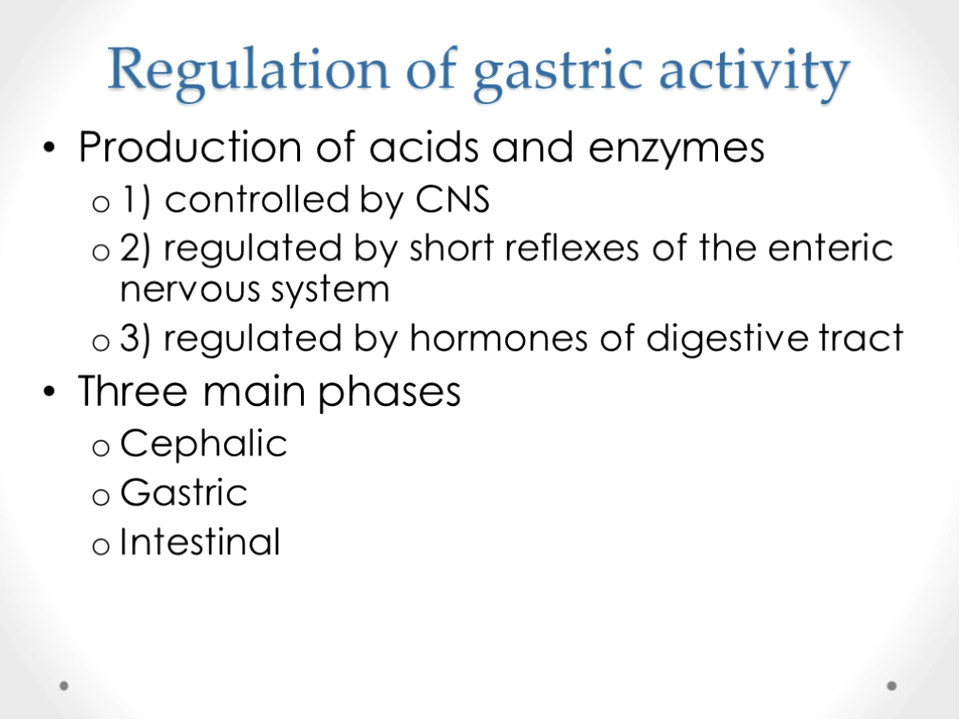 Regulation of gastric activity
• Production of acids and enzymes
o 1) controlled by CNS
o 2) regulated by short reflexes of the enteric
nervous system
o 3) regulated by hormones of digestive tract
• Three main phases
o Cephalic
o Gastric
o Intestinal